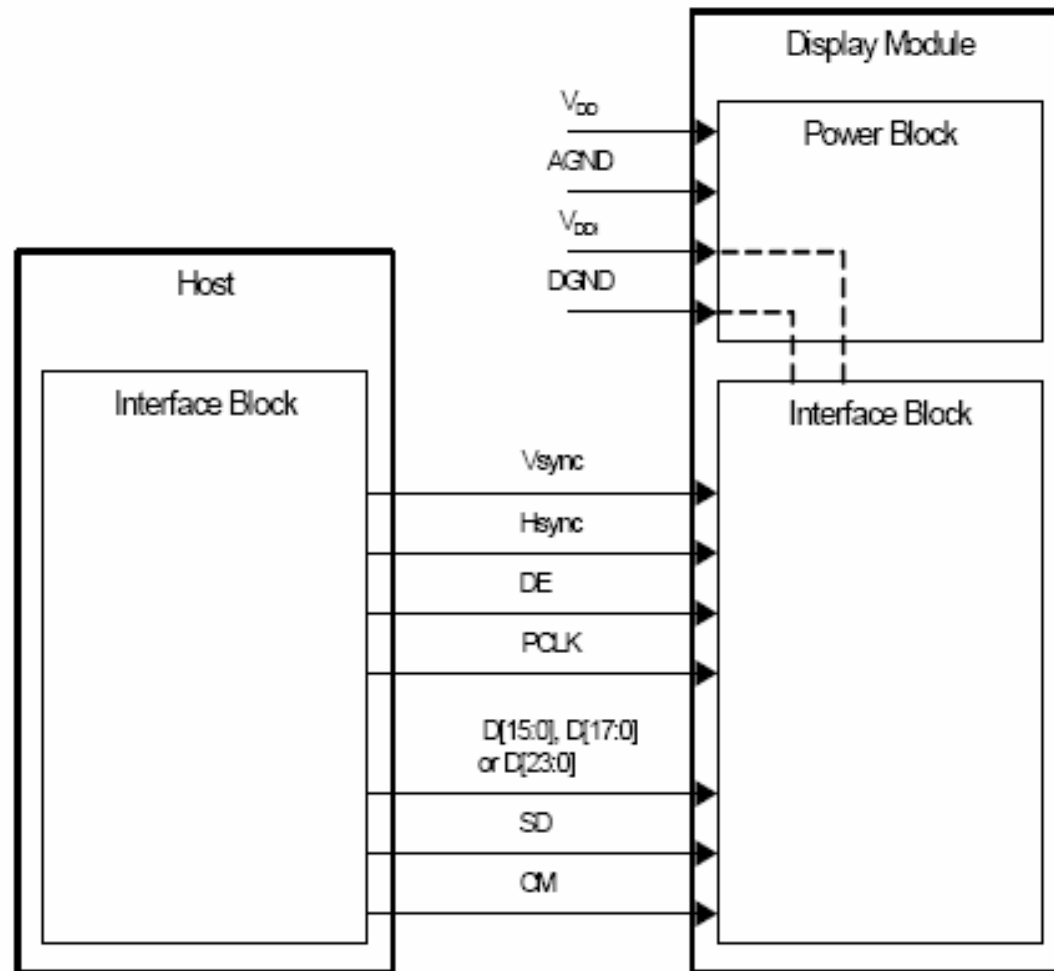 Display Module
Power Block
VDD
AGND
VDDI
DGND
Host
Interface Block
Interface Block
Vsync
Hsync
DE
PCLK
D[15:0], D[17:0]
or D[23:0]
SD
CM